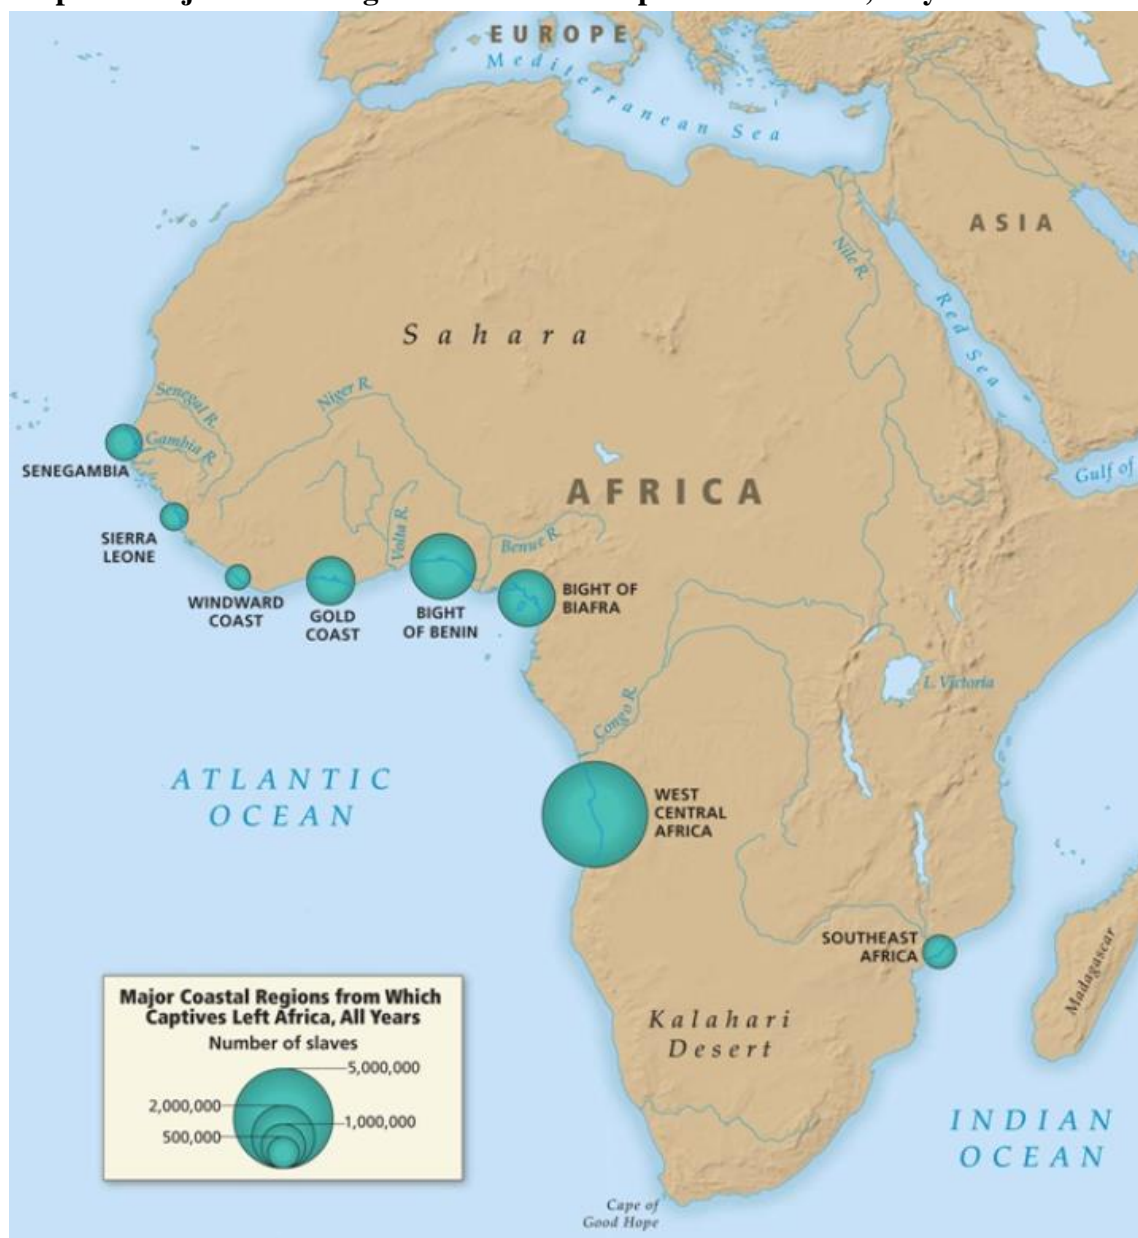 EUROPE
Mediterranean Sea
ASIA
Nile R.
Red Sea
Sahara
Senegal R.
Niger R.
Gambia R.
SENEGAMBIA
AFRICA
Gulf of
SIERRA
LEONE
Volta R.
Benue R.
WINDWARD
COAST
GOLD
COAST
BIGHT
OF BENIN
BIGHT OF
BIAFRA
L. Victoria
Congo R.
ATLANTIC
OCEAN
WEST
CENTRAL
AFRICA
SOUTHEAST
AFRICA
Madagascar
Kalahari
Desert
Major Coastal Regions from Which
Captives Left Africa, All Years
Number of slaves
5,000,000
2,000,000
1,000,000
500,000
INDIAN
OCEAN
Cape of
Good Hope